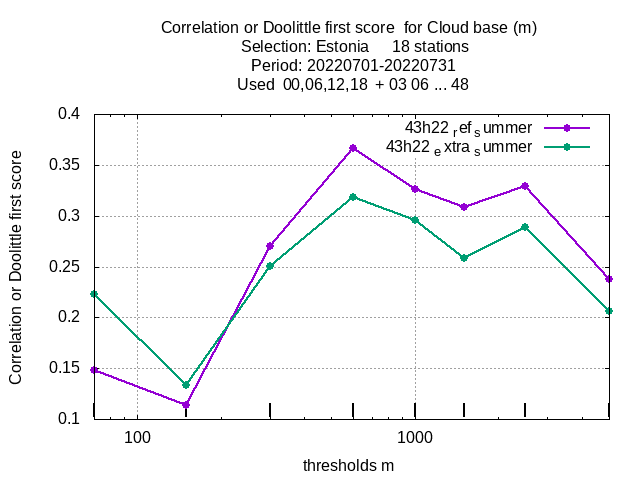 Correlation or Doolittle first score  for Cloud base (m)
Selection: Estonia     18 stations
Period: 20220701-20220731
Used  00,06,12,18  + 03 06 ... 48
43h22 ref summer
43h22 extra summer
0.4
0.35
0.3
0.25
0.2
0.15
0.1
Correlation or Doolittle first score
100
1000
thresholds m